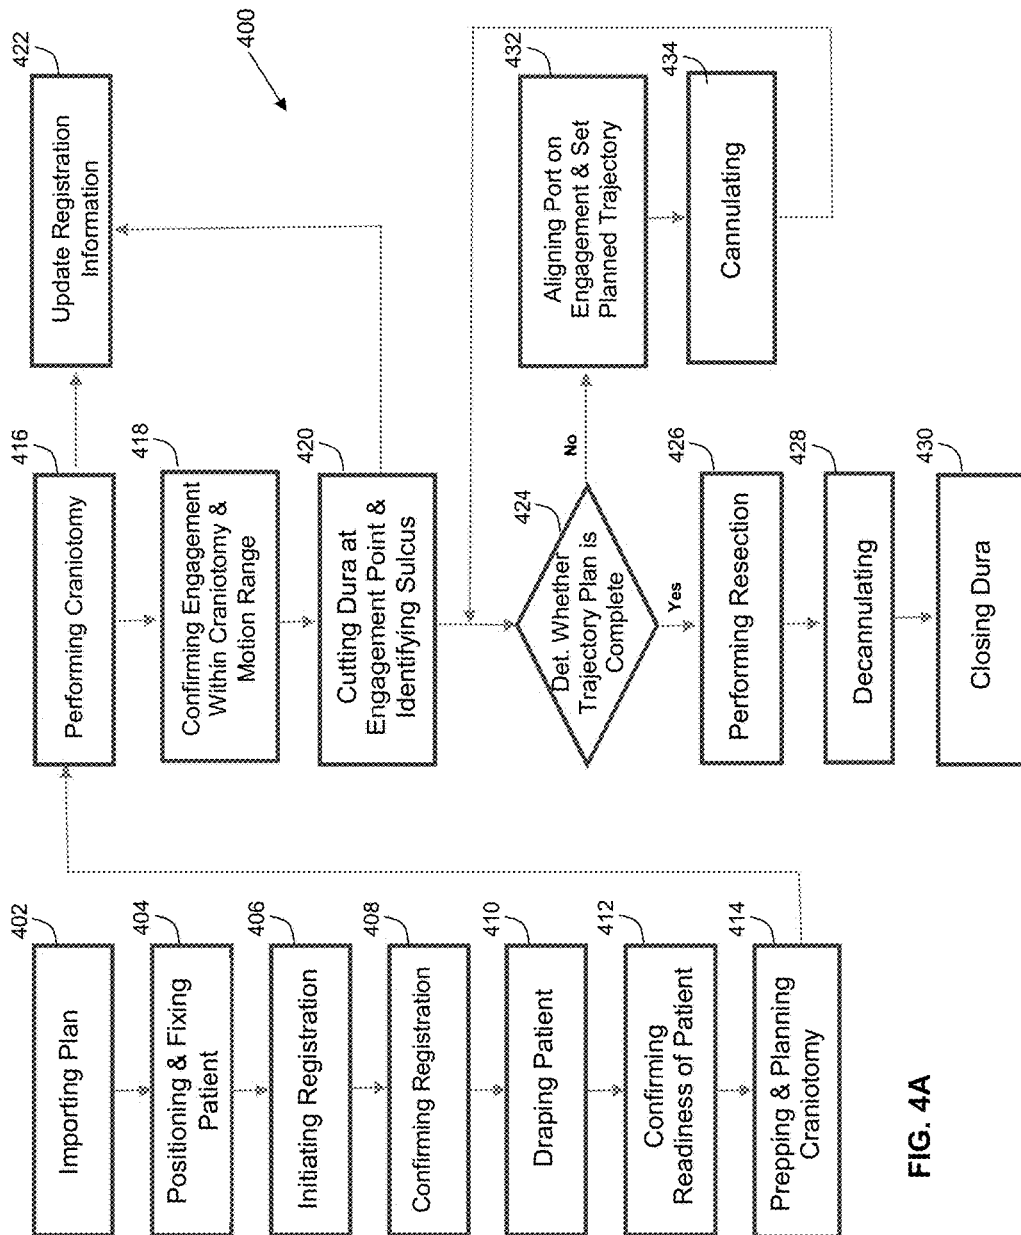 402
Importing Plan
404
Positioning & Fixing
Patient
406
Initiating Registration
408
Confirming Registration
410
Draping Patient
412
Confirming
Readiness of Patient
414
Prepping & Planning
Craniotomy
416
Performing Craniotomy
418
Confirming Engagement
Within Craniotomy &
Motion Range
420
Cutting Dura at
Engagement Point &
Identifying Sulcus
422
Update Registration
Information
400
424
Det. Whether
Trajectory Plan is
Complete
No
Yes
432
Aligning Port on
Engagement & Set
Planned Trajectory
434
Cannulating
426
Performing Resection
428
Decannulating
430
Closing Dura
FIG. 4A